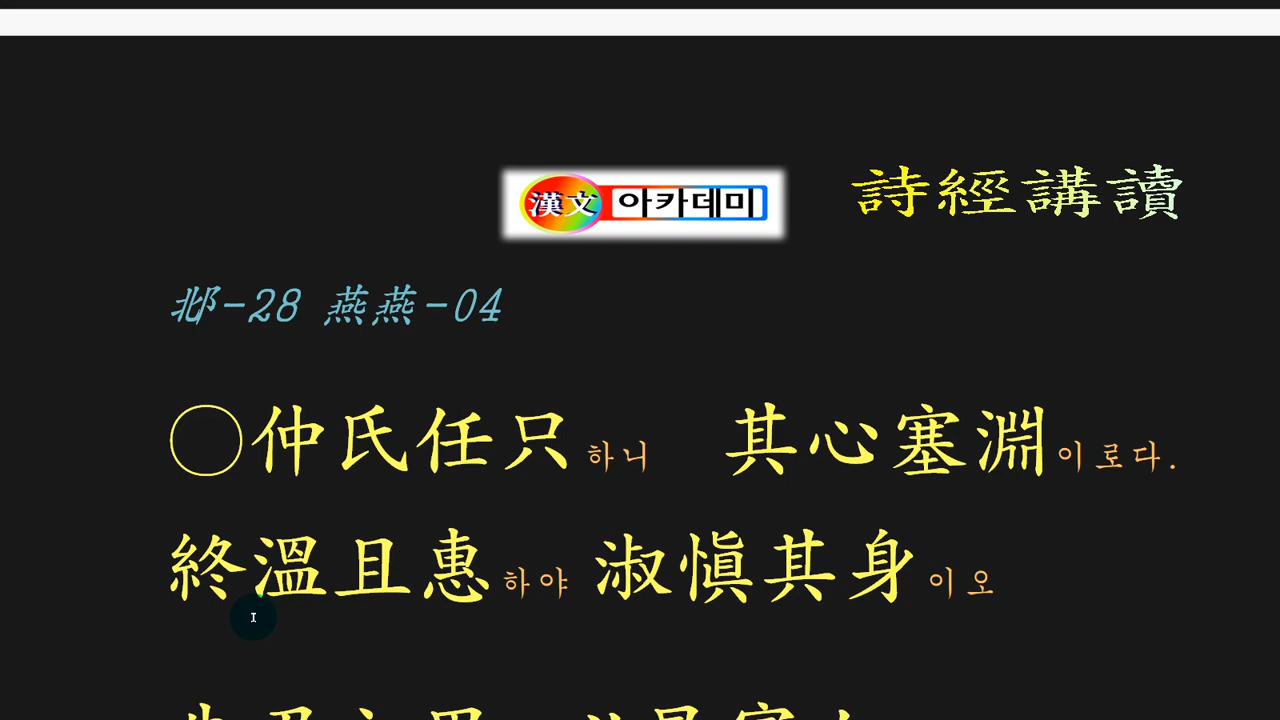 漢文 아카데미
詩經講讀
邶-28 燕燕-04
○仲氏任只하니 其心塞淵이로다.
終溫且惠하야 淑愼其身이오